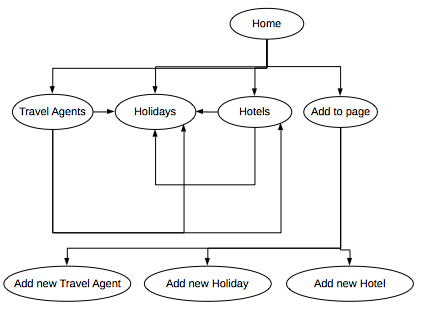 Home
Travel Agents
Holidays
Hotels
Add to page
Add new Travel Agent
Add new Holiday
Add new Hotel